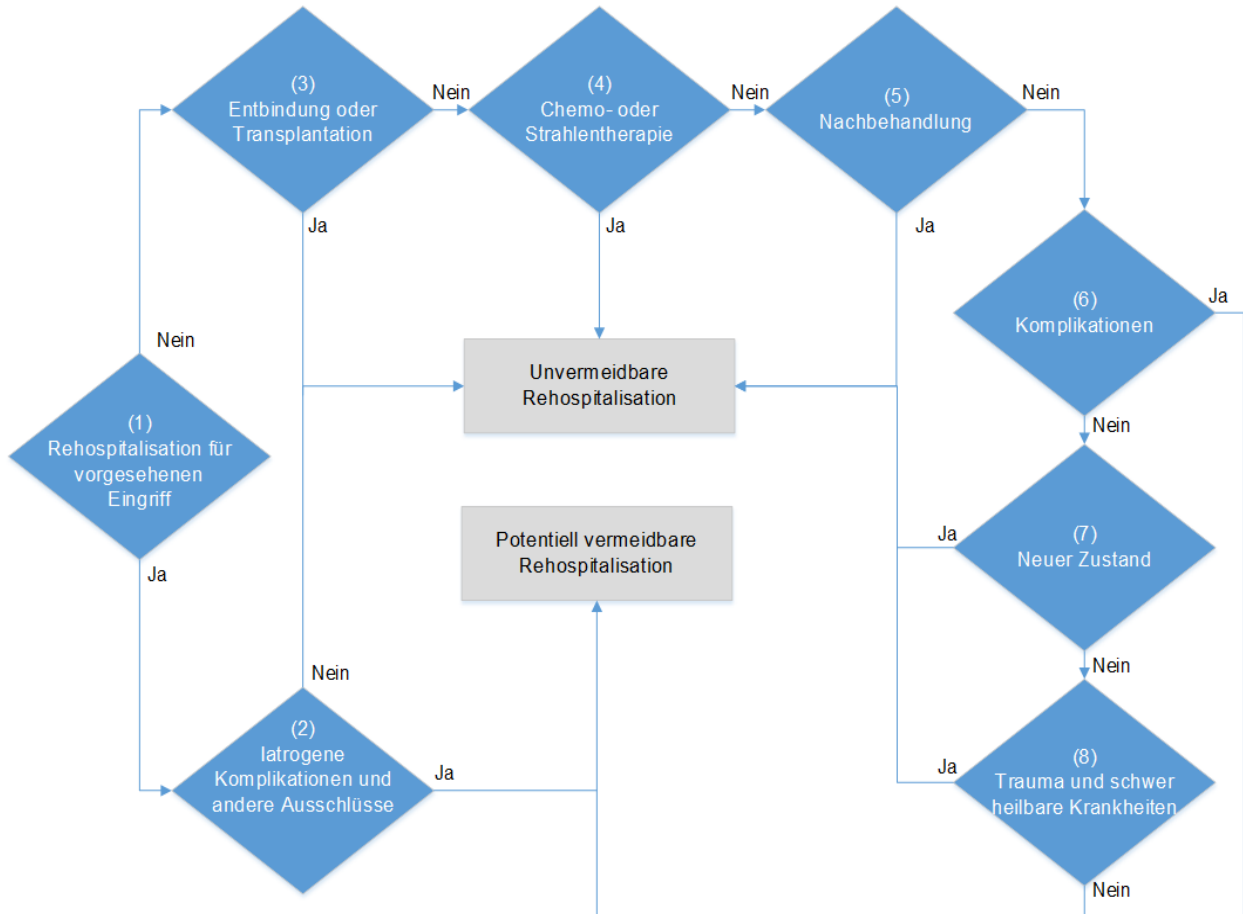 (3)
Entbindung oder
Transplantation
Nein
(4)
Chemo- oder
Strahlentherapie
Nein
(5)
Nachbehandlung
Nein
Ja
Ja
Ja
(6)
Komplikationen
Ja
Nein
Unvermeidbare
Rehospitalisation
(1)
Rehospitalisation für
vorgesehenen
Eingriff
Nein
Potentiell vermeidbare
Rehospitalisation
Ja
(7)
Neuer Zustand
Ja
Nein
Nein
(2)
Iatrogene
Komplikationen und
andere Ausschlüsse
Ja
Ja
(8)
Trauma und schwer
heilbare Krankheiten
Nein